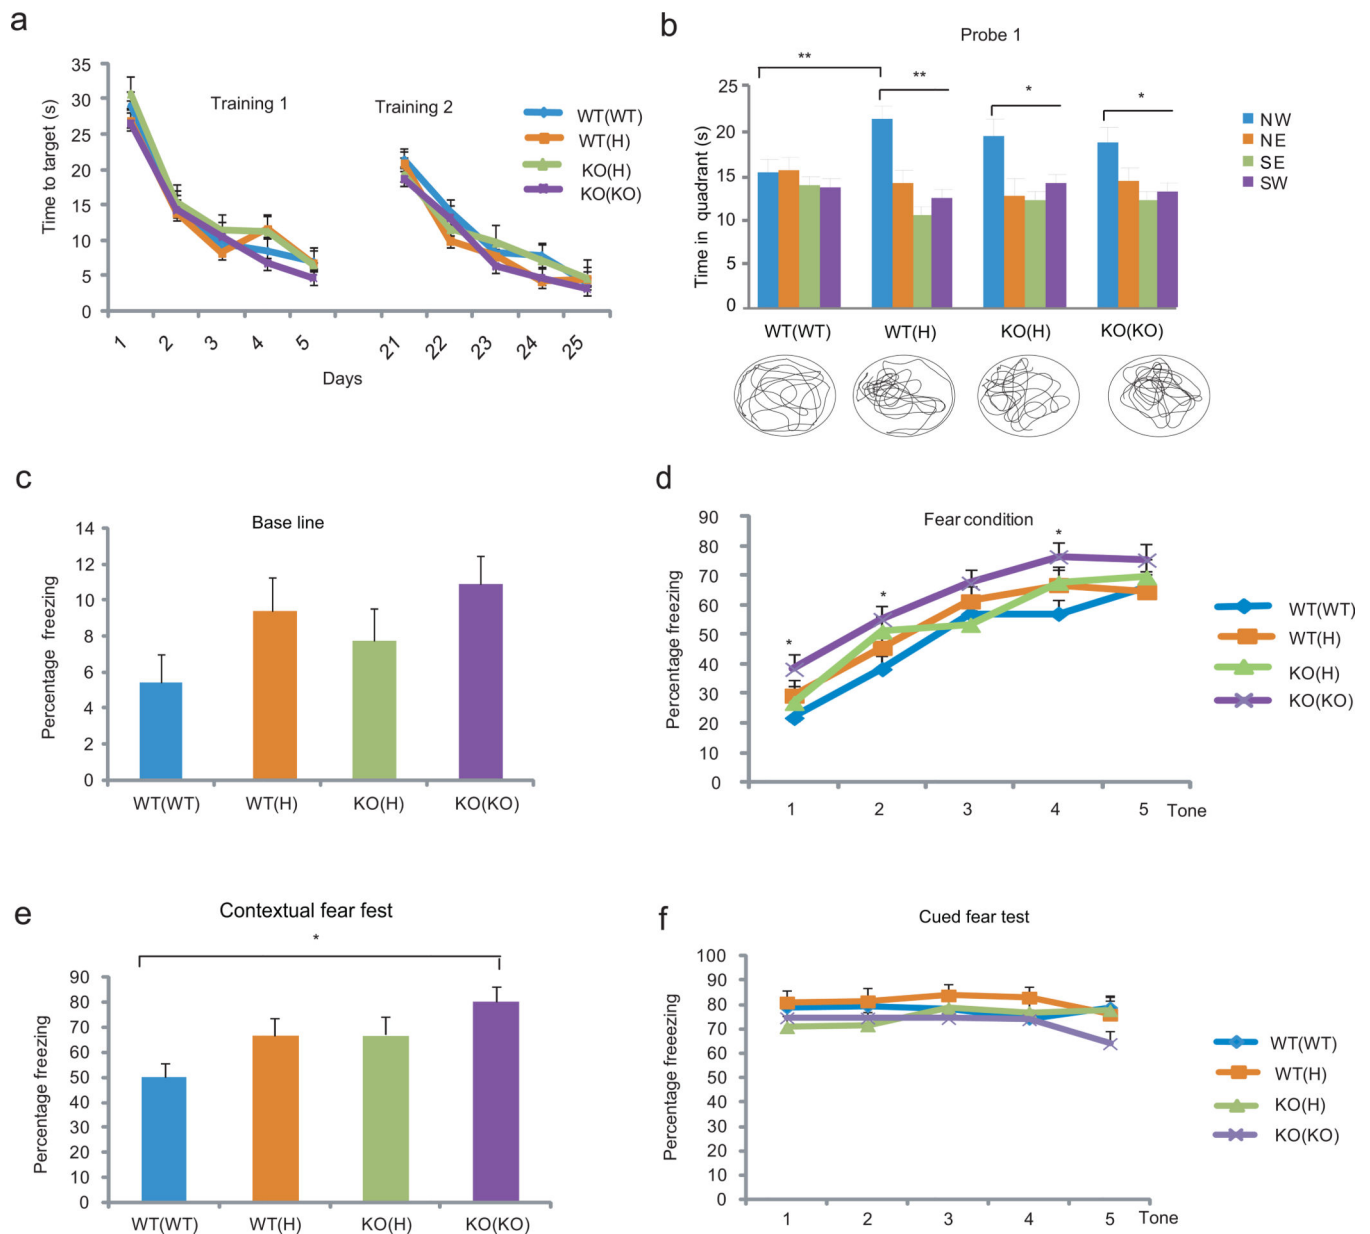 a
Time to target (s)
35
30
25
20
15
10
5
0
Training 1
Training 2
WT(WT)
WT(H)
KO(H)
KO(KO)
1
2
3
4
5
21
22
23
24
25
Days
b
Probe 1
**
**
*
*
Time in quadrant (s)
25
20
15
10
5
0
NW
NE
SE
SW
WT(WT)
WT(H)
KO(H)
KO(KO)
c
Base line
Percentage freezing
14
12
10
8
6
4
2
0
WT(WT)
WT(H)
KO(H)
KO(KO)
d
Fear condition
Percentage freezing
90
80
70
60
50
40
30
20
10
0
*
*
*
1
2
3
4
5
Tone
WT(WT)
WT(H)
KO(H)
KO(KO)
e
Contextual fear fest
*
Percentage freezing
90
80
70
60
50
40
30
20
10
0
WT(WT)
WT(H)
KO(H)
KO(KO)
f
Cued fear test
Percentage freezing
100
90
80
70
60
50
40
30
20
10
0
1
2
3
4
5
Tone
WT(WT)
WT(H)
KO(H)
KO(KO)